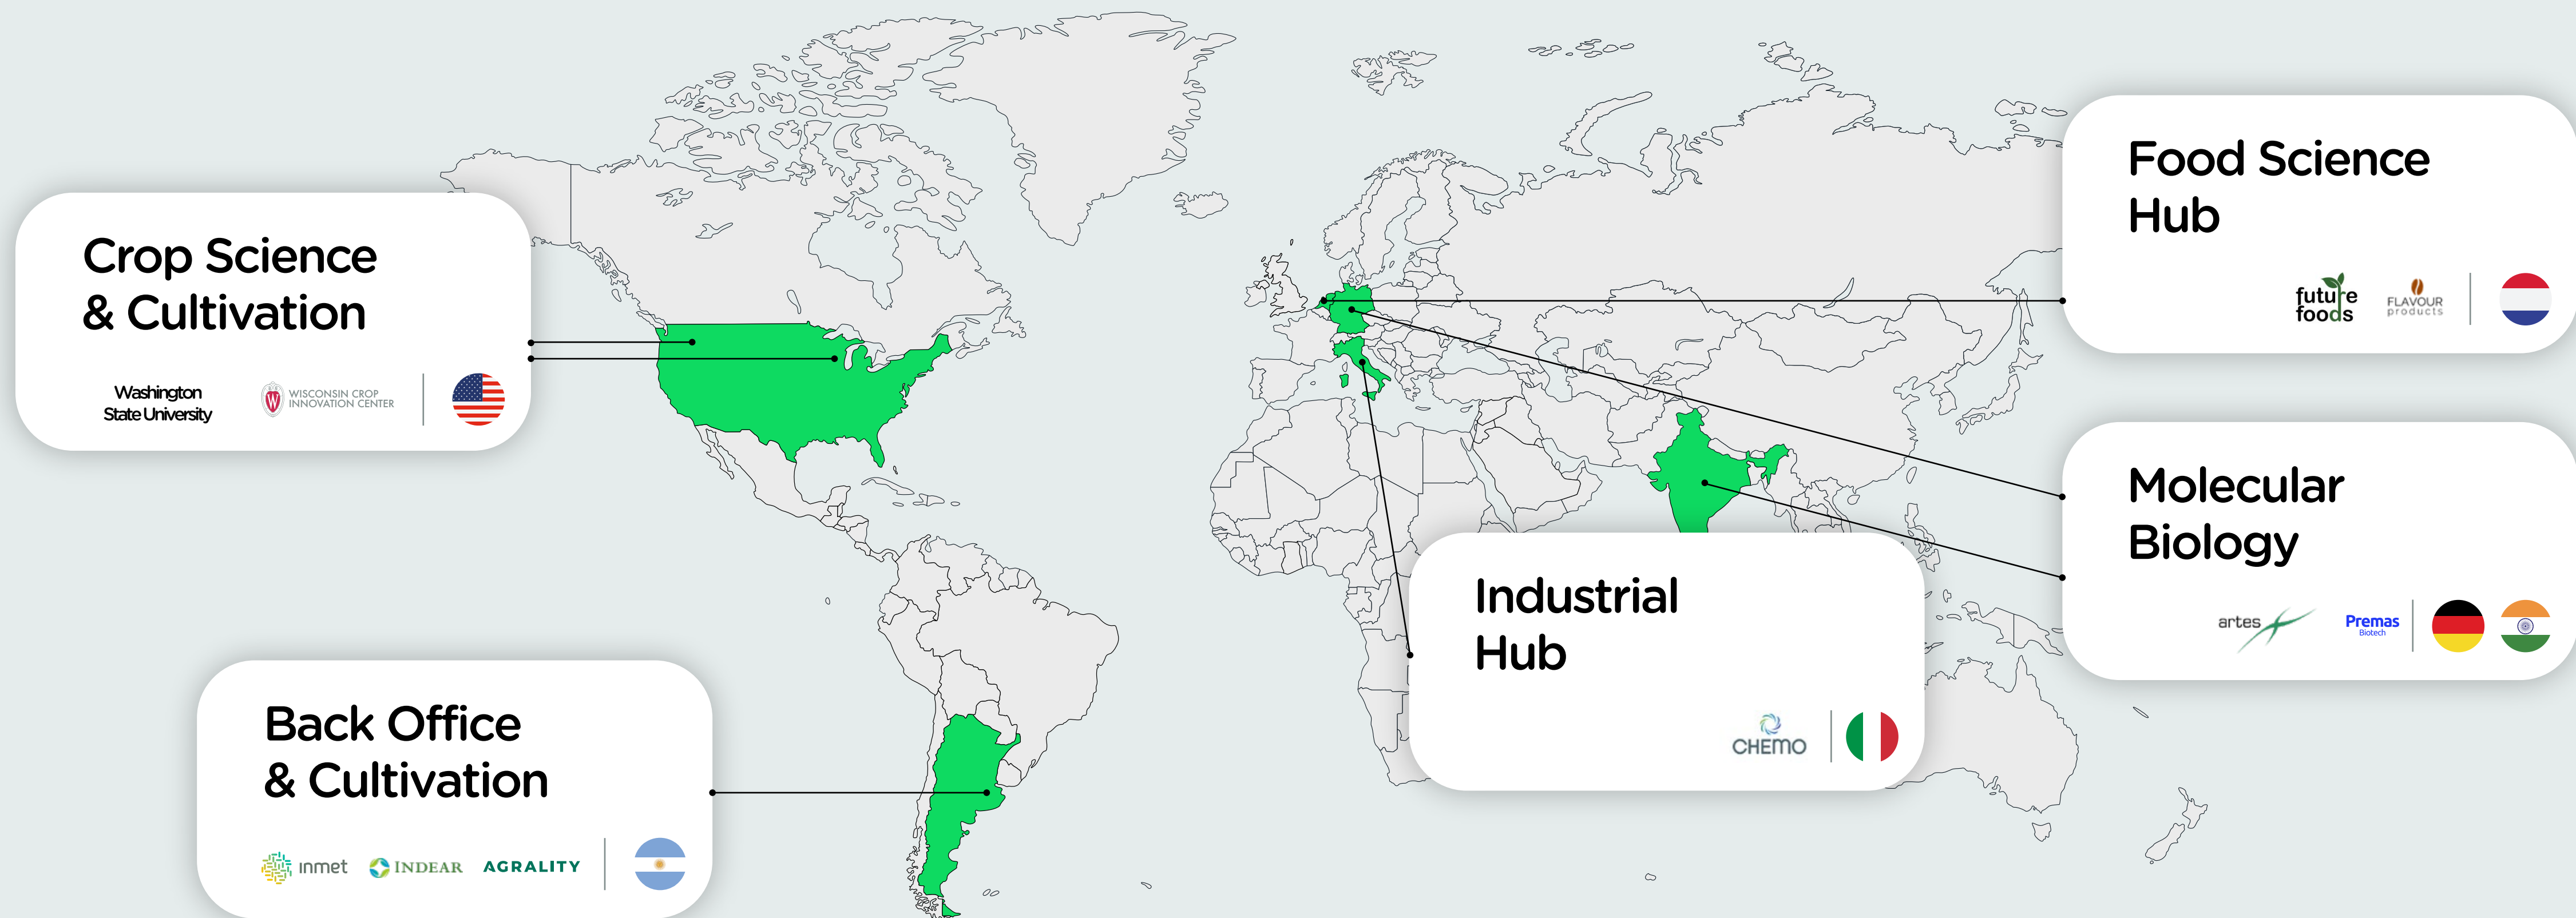 Crop Science
& Cultivation
Washington
State University
W
WISCONSIN CROP
INNOVATION CENTER
Back Office
& Cultivation
inmet
INDEAR
AGRALITY
Industrial
Hub
CHEMO
Food Science
Hub
future
foods
FLAVOUR
products
Molecular
Biology
artes
Premas
Biotech